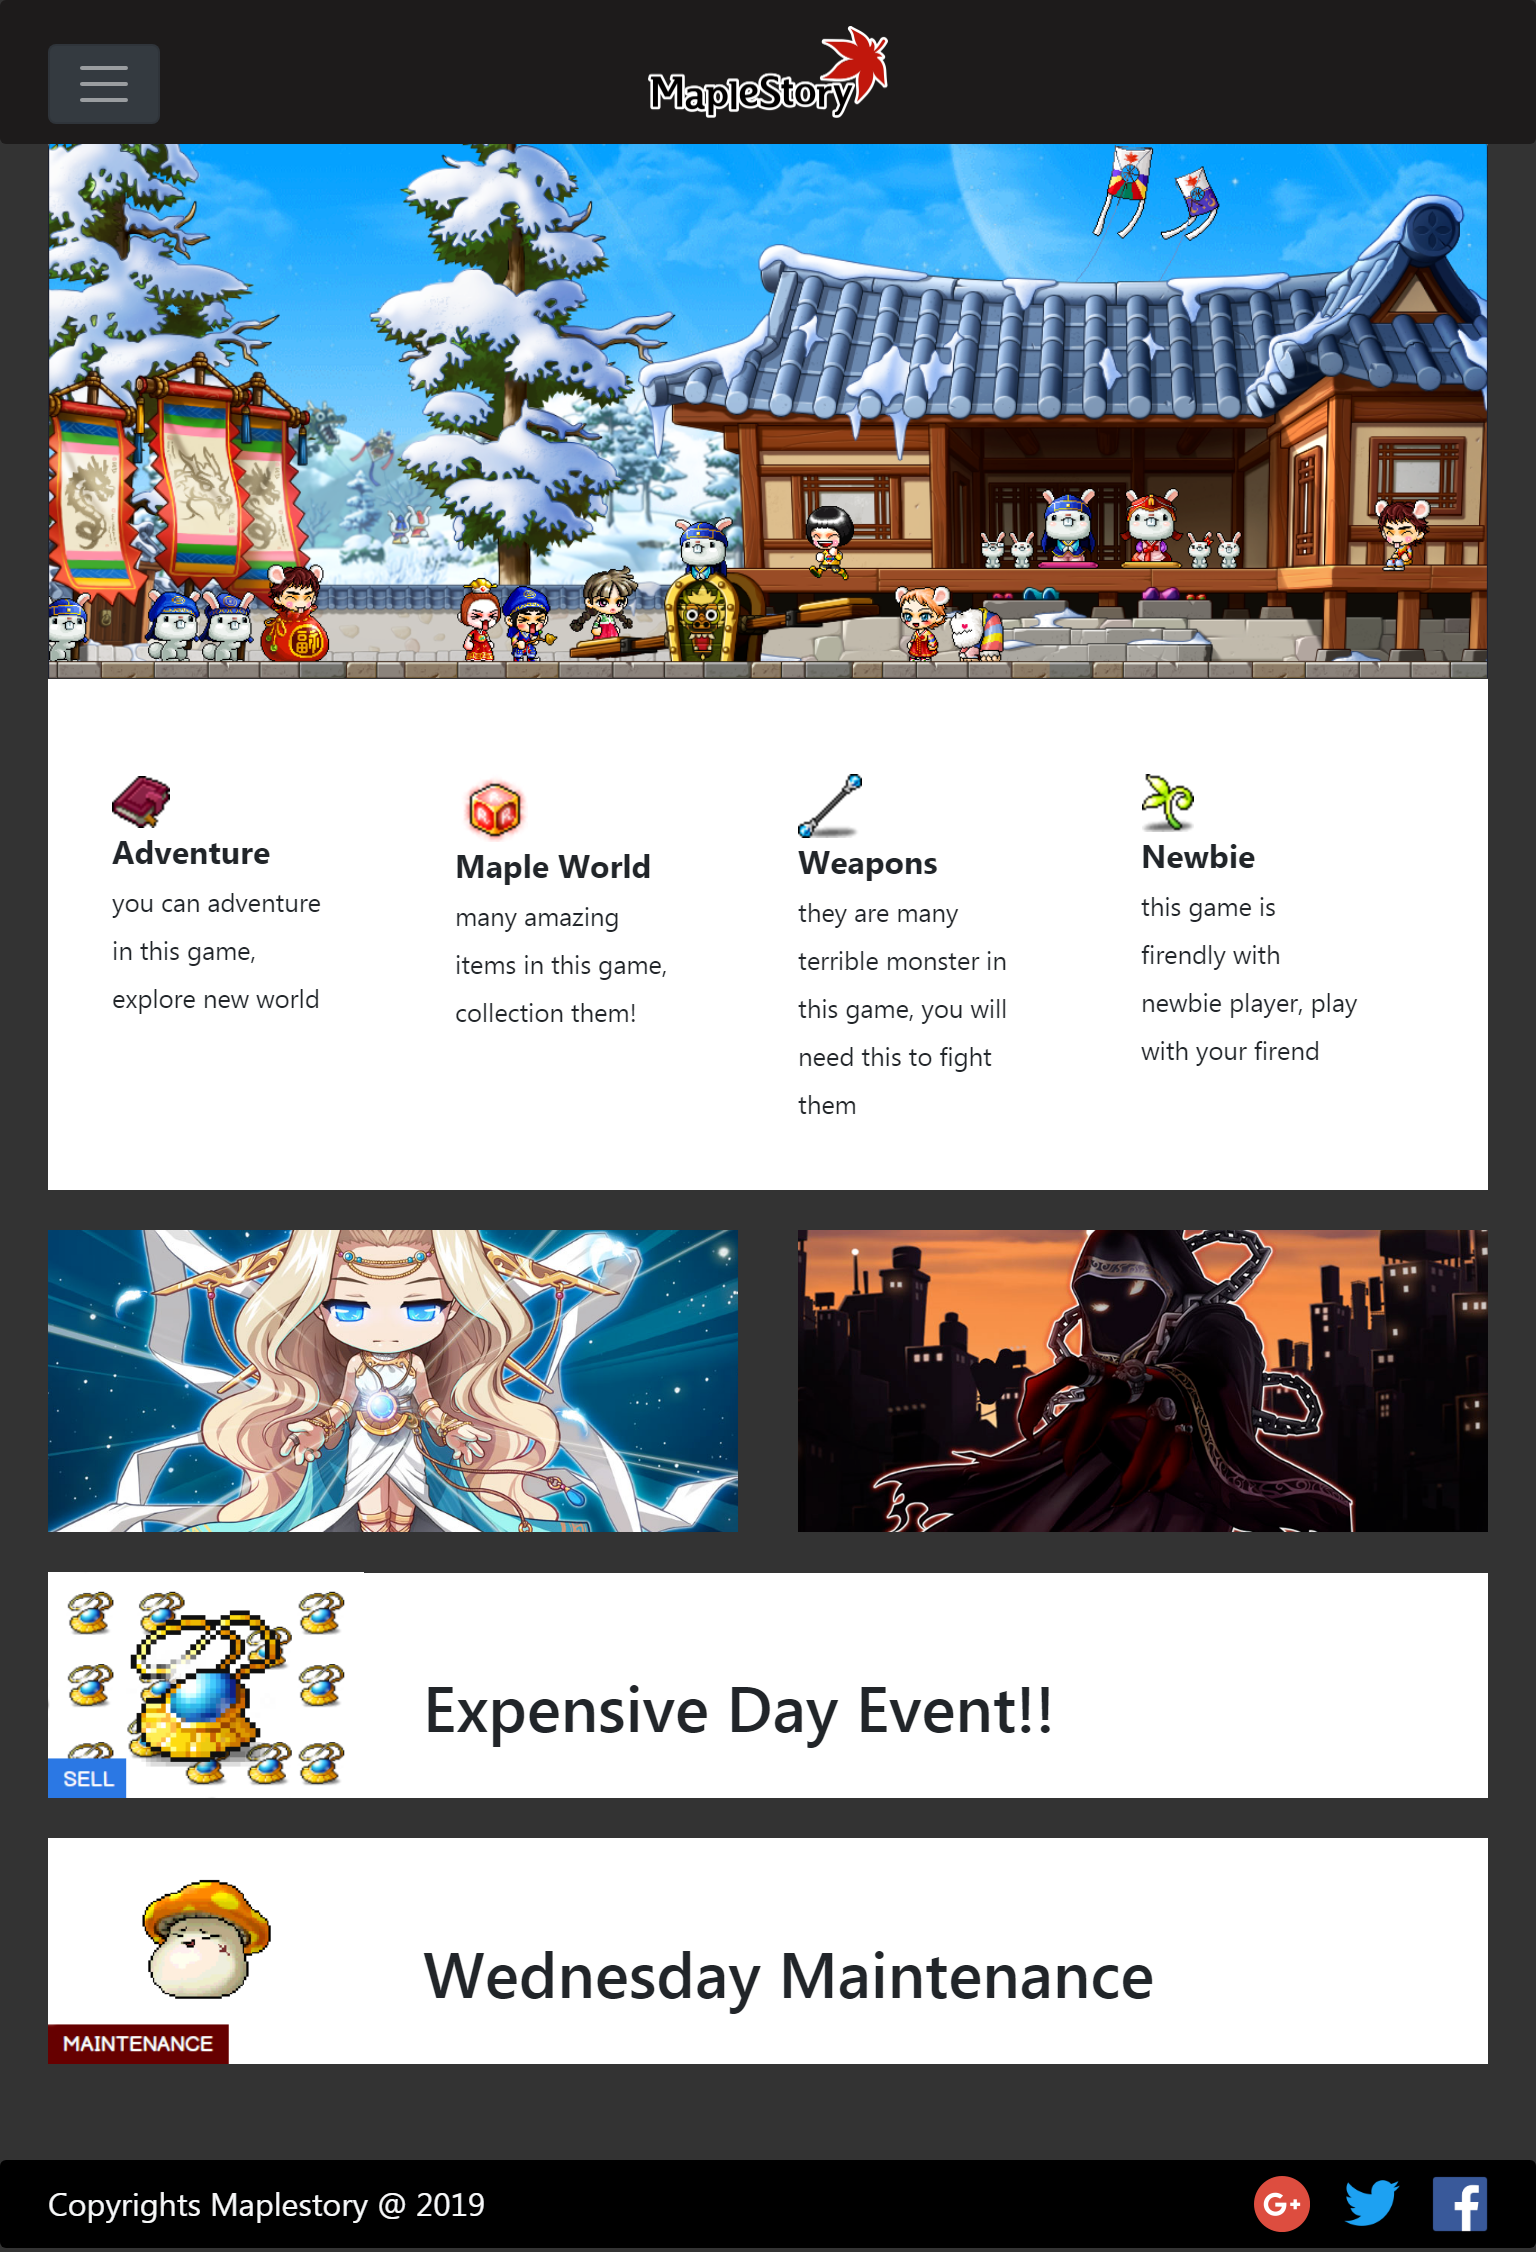 MapleStory
福
Adventure
you can adventure
in this game,
explore new world
Maple World
many amazing
items in this game,
collection them!
Weapons
they are many
terrible monster in
this game, you will
need this to fight
them
Newbie
this game is
firendly with
newbie player, play
with your firend
Expensive Day Event!!
SELL
Wednesday Maintenance
MAINTENANCE
Copyrights Maplestory @ 2019
G+
f